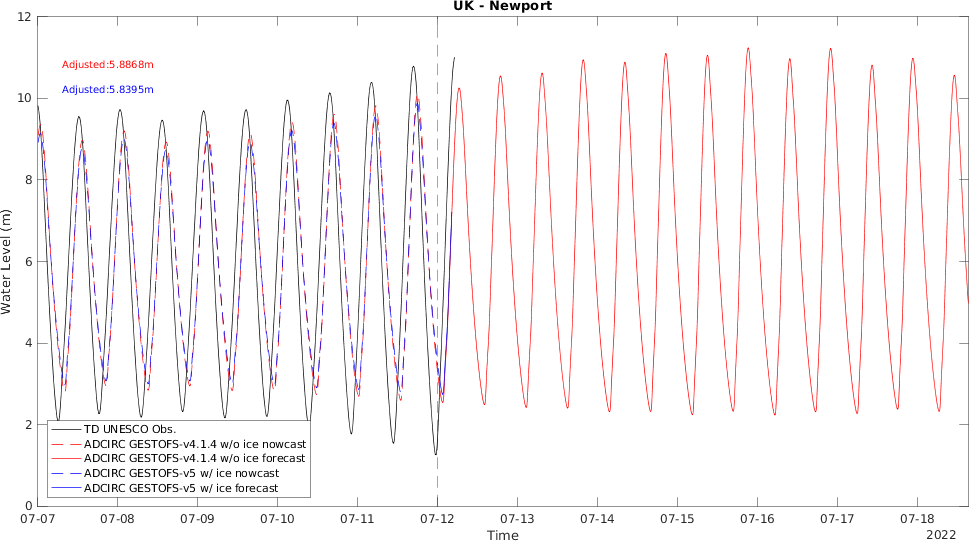 UK - Newport
12
10
8
6
4
2
0
Water Level (m)
Adjusted:5.8868m
Adjusted:5.8395m
TD UNESCO Obs.
ADCIRC GESTOFS-v4.1.4 w/o ice nowcast
ADCIRC GESTOFS-v4.1.4 w/o ice forecast
ADCIRC GESTOFS-v5 w/ ice nowcast
ADCIRC GESTOFS-v5 w/ ice forecast
07-07 07-08 07-09 07-10 07-11 07-12 07-13 07-14 07-15 07-16 07-17 07-18
Time
2022